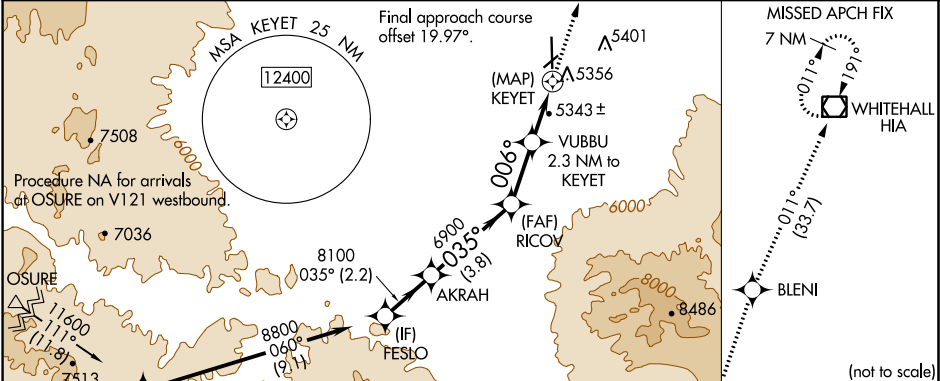 Final approach course
offset 19.97°.
MSA KEYET 25 NM
12400
5401
(MAP)
KEYET
5356
5343 ±
VUBBU
2.3 NM to
KEYET
006°
7508
6000
Procedure NA for arrivals
at OSURE on V121 westbound.
7036
6000
(FAF)
RICOV
6900
035°
(3.8)
8100
035° (2.2)
AKRAH
OSURE
11600
111°
(11.8)
7513
8800
060°
(9.1)
(IF)
FESLO
8000
8486
MISSED APCH FIX
7 NM
011°
191°
WHITEHALL
HIA
011°
(33.7)
BLENI
(not to scale)